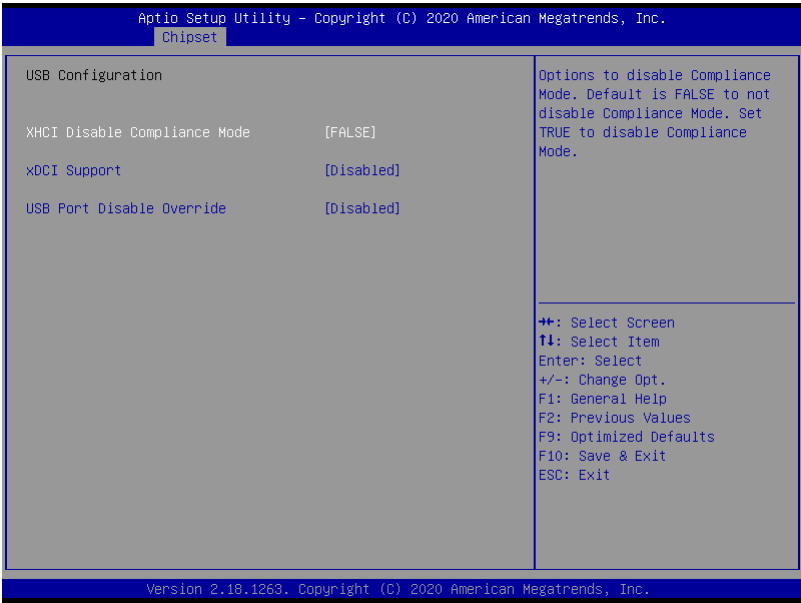 Aptio Setup Utility – Copyright (C) 2020 American Megatrends, Inc.
Chipset
USB Configuration
XHCI Disable Compliance Mode [FALSE]
xDCI Support [Disabled]
USB Port Disable Override [Disabled]
Options to disable Compliance
Mode. Default is FALSE to not
disable Compliance Mode. Set
TRUE to disable Compliance
Mode.
→←: Select Screen
↑↓: Select Item
Enter: Select
+/-: Change Opt.
F1: General Help
F2: Previous Values
F9: Optimized Defaults
F10: Save & Exit
ESC: Exit
Version 2.18.1263. Copyright (C) 2020 American Megatrends, Inc.